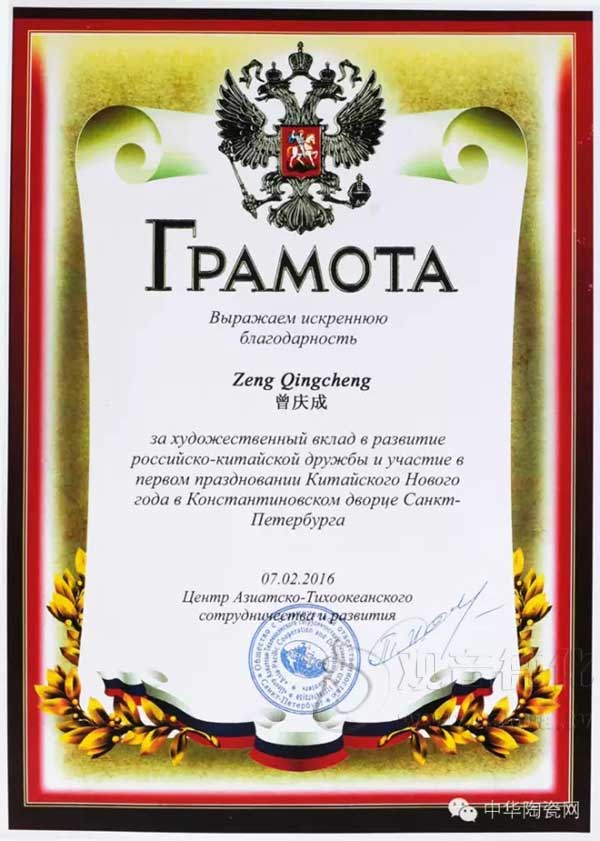 ГРАМОТА
Выражаем искреннюю
благодарность
Zeng Qingcheng
曾庆成
за художественный вклад в развитие
российско-китайской дружбы и участие в
первом праздновании Китайского Нового
года в Константиновском дворце Санкт-
Петербурга
07.02.2016
Центр Азиатско-Тихоокеанского
сотрудничества и развития
中华陶瓷网